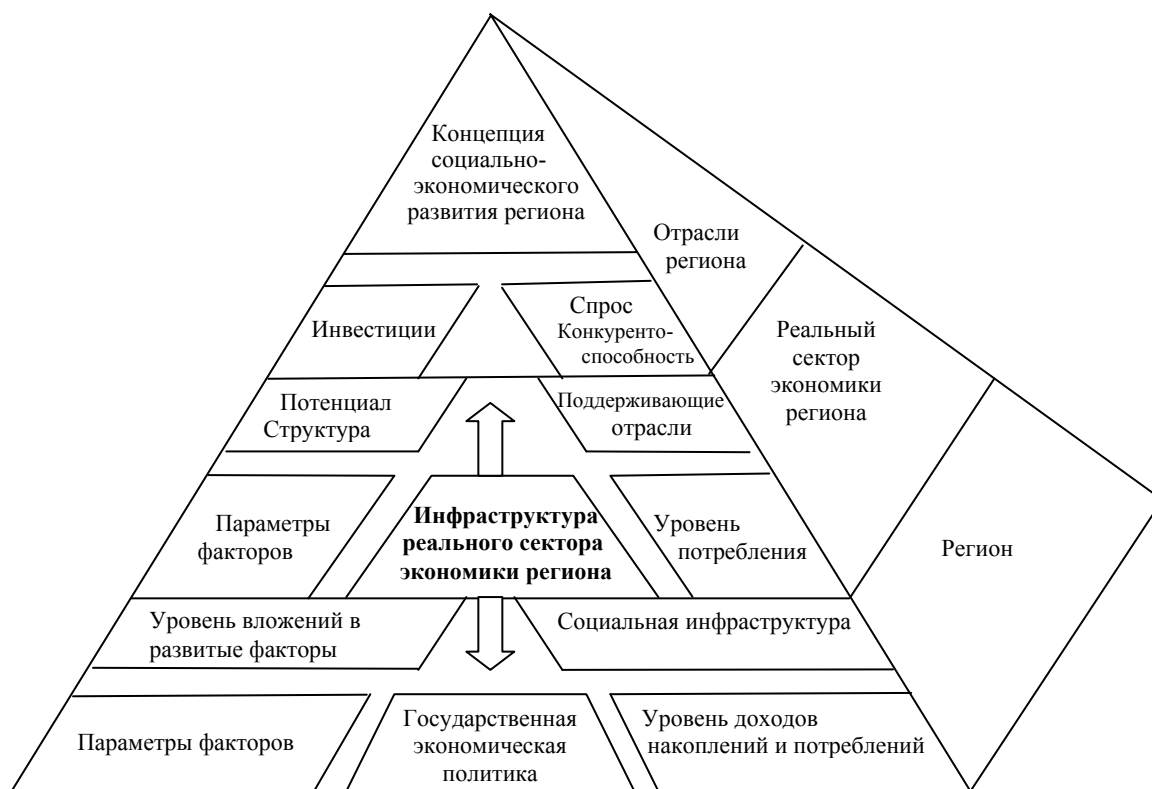 Концепция
социально-
экономического
развития региона
Отрасли
региона
Инвестиции
Спрос
Конкуренто-
способность
Реальный
сектор
экономики
региона
Потенциал
Структура
Поддерживающие
отрасли
Параметры
факторов
Инфраструктура
реального сектора
экономики региона
Уровень
потребления
Регион
Уровень вложений в
развитые факторы
Социальная инфраструктура
Параметры факторов
Государственная
экономическая
политика
Уровень доходов
накоплений и потреблений